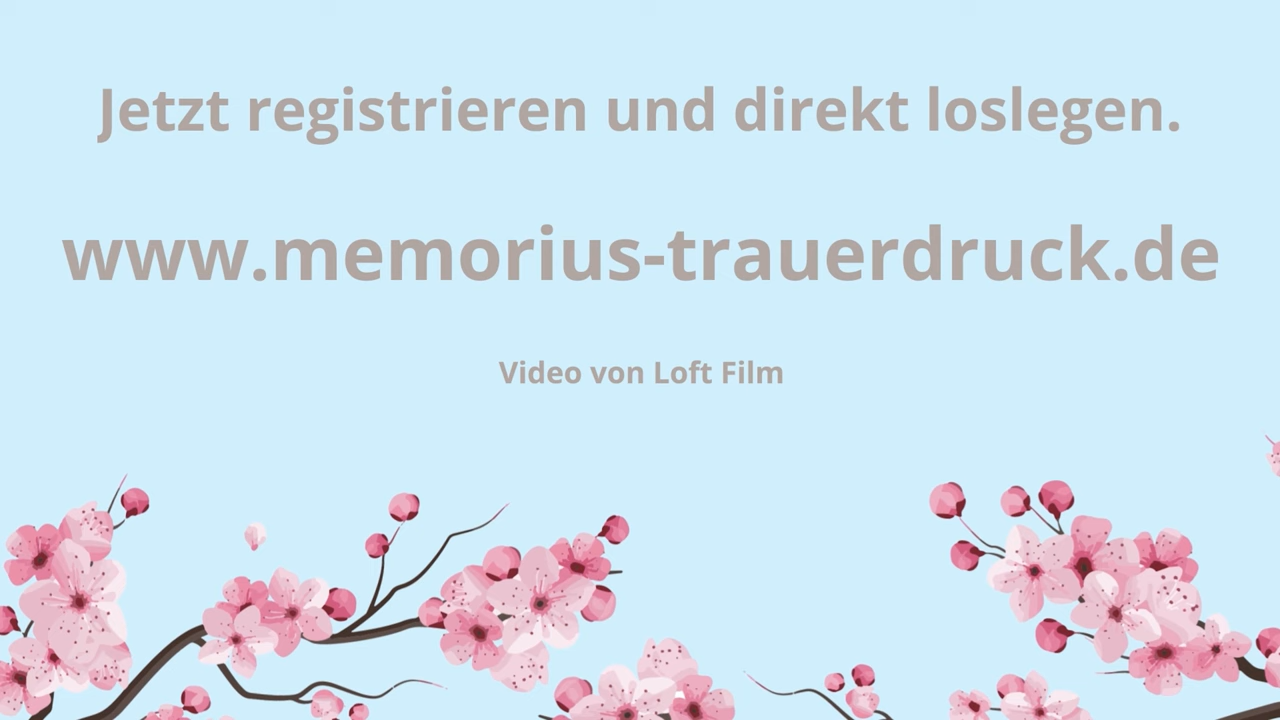 Jetzt registrieren und direkt loslegen.
www.memorius-trauerdruck.de
Video von Loft Film